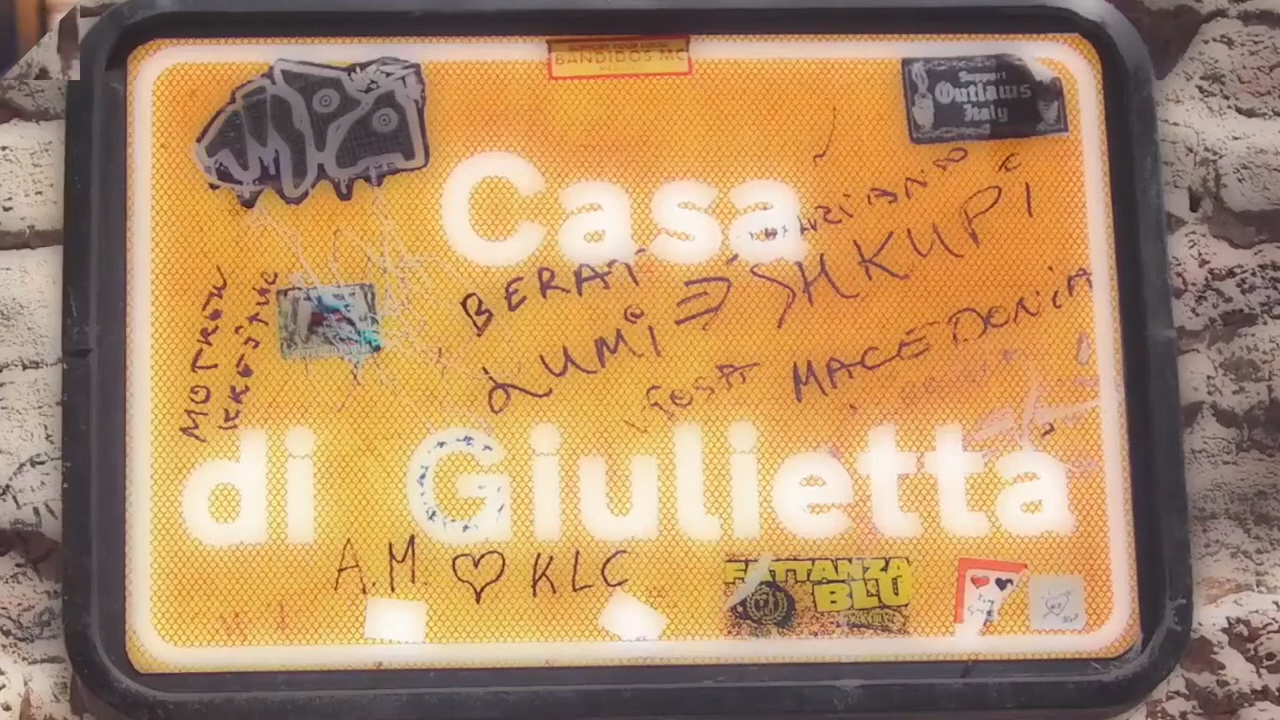 BANDIDOS MC
Support
Outlaws
Italy
Casa
BERAT
LUMi => SHKUPi
MACEDONiA
di Giulietta
A.M. ♡ KLC
FATTANZA
BLU